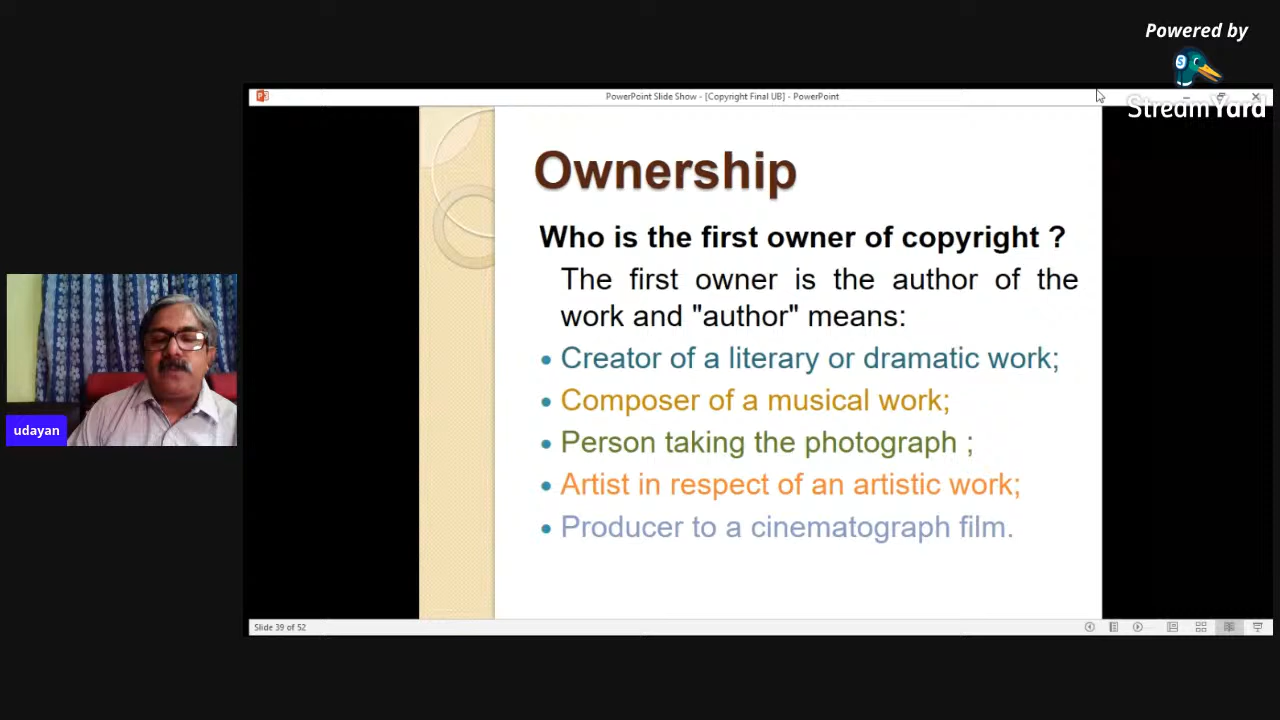 Powered by
StreamYard
PowerPoint Slide Show - [Copyright Final UB] - PowerPoint
Ownership
Who is the first owner of copyright ?
The first owner is the author of the
work and "author" means:
• Creator of a literary or dramatic work;
• Composer of a musical work;
• Person taking the photograph ;
• Artist in respect of an artistic work;
• Producer to a cinematograph film.
udayan
Slide 39 of 52